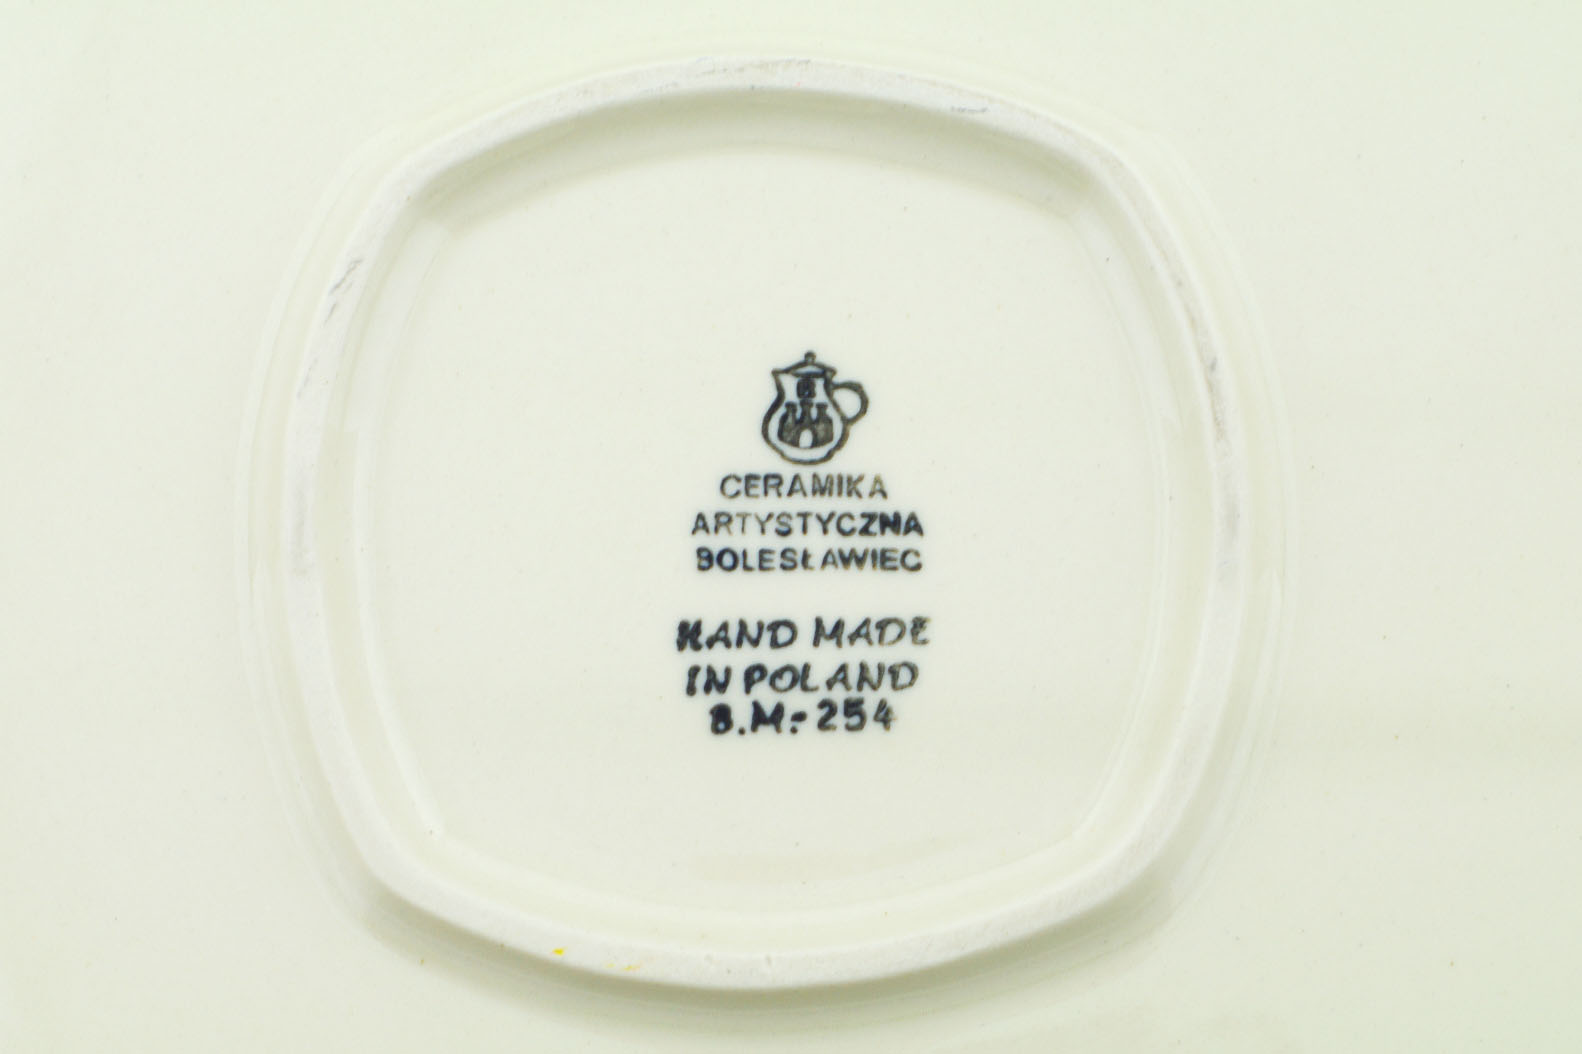 CERAMIKA
ARTYSTYCZNA
BOLESŁAWIEC
HAND MADE
IN POLAND
B.M.-254